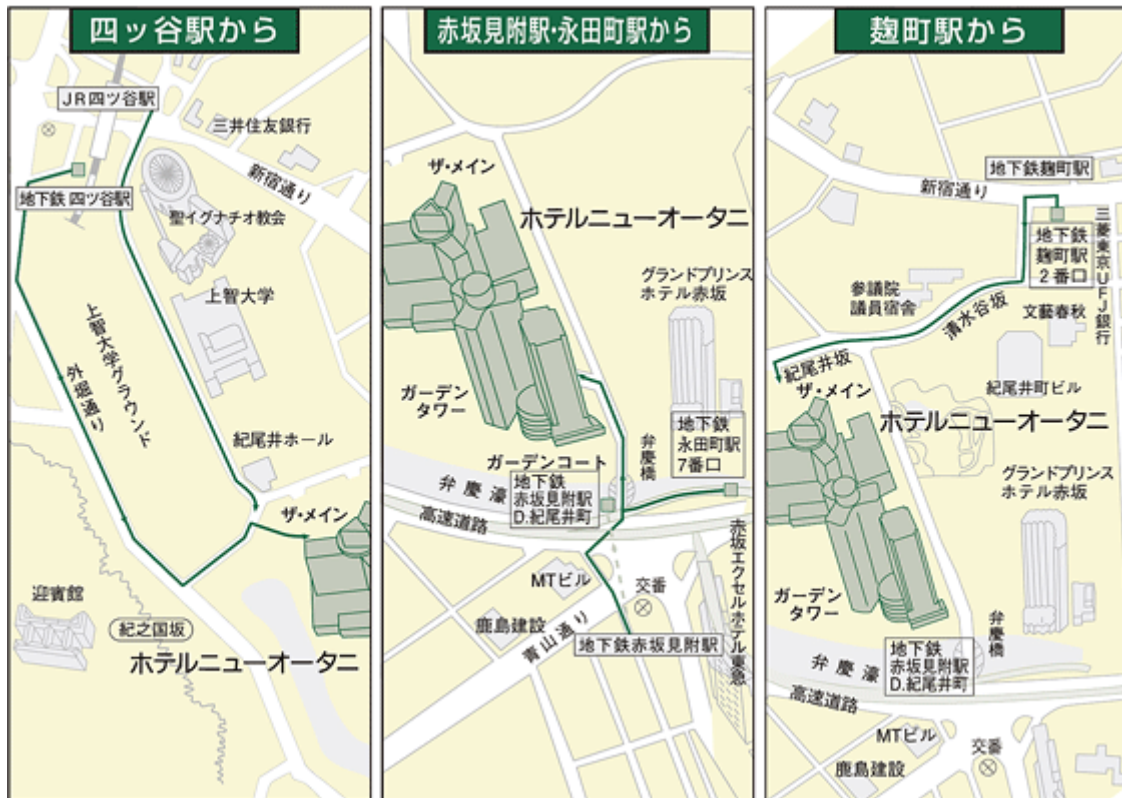 四ッ谷駅から
JR四ツ谷駅
三井住友銀行
新宿通り
地下鉄 四ツ谷駅
聖イグナチオ教会
上智大学
上智大学グラウンド
外堀通り
紀尾井ホール
ザ・メイン
迎賓館
紀之国坂
ホテルニューオータニ
赤坂見附駅・永田町駅から
ザ・メイン
ホテルニューオータニ
グランドプリンス
ホテル赤坂
ガーデン
タワー
地下鉄
永田町駅
7番口
弁慶橋
ガーデンコート
弁慶濠
地下鉄
赤坂見附駅
D.紀尾井町
高速道路
赤坂エクセルホテル東急
MTビル
交番
鹿島建設
青山通り
地下鉄赤坂見附駅
麹町駅から
地下鉄麹町駅
新宿通り
地下鉄
麹町駅
2番口
三菱東京UFJ銀行
参議院
議員宿舎
清水谷坂
文藝春秋
紀尾井坂
紀尾井町ビル
ザ・メイン
ホテルニューオータニ
グランドプリンス
ホテル赤坂
ガーデン
タワー
弁慶橋
地下鉄
赤坂見附駅
D.紀尾井町
弁慶濠
高速道路
MTビル
交番
鹿島建設